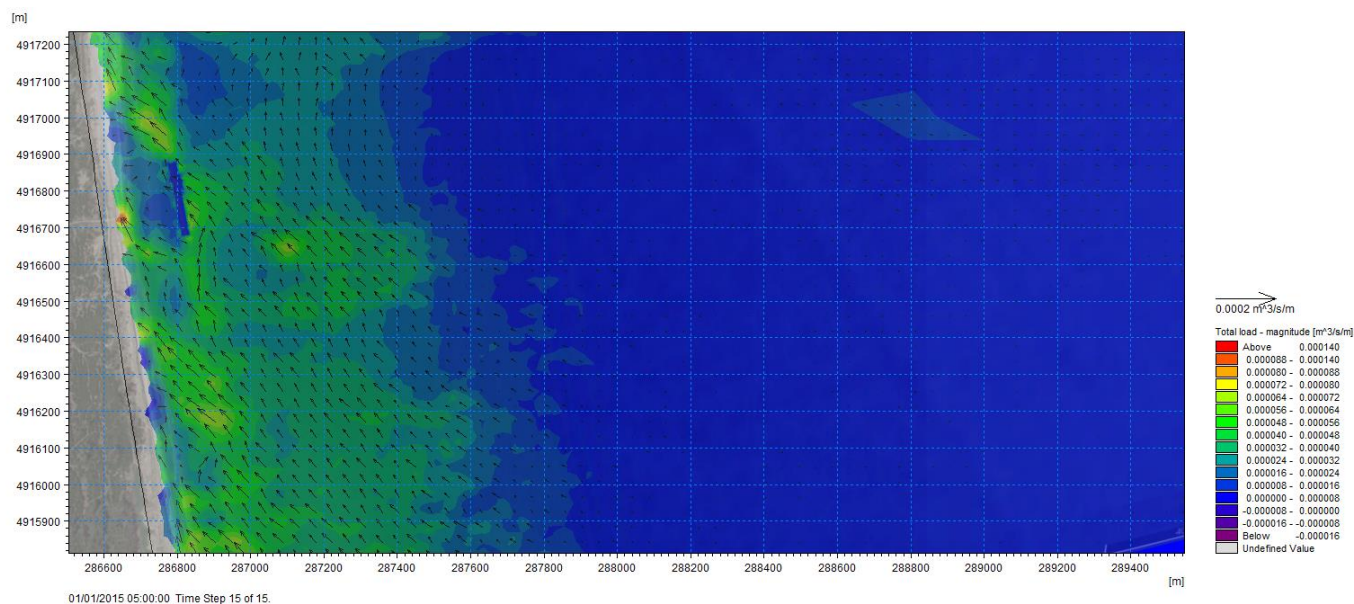 [m]
4917200
4917100
4917000
4916900
4916800
4916700
4916600
4916500
4916400
4916300
4916200
4916100
4916000
4915900
286600 286800 287000 287200 287400 287600 287800 288000 288200 288400 288600 288800 289000 289200 289400
[m]
01/01/2015 05:00:00 Time Step 15 of 15.
0.0002 m^3/s/m
Total load - magnitude [m^3/s/m]
Above 0.000140
0.000088 - 0.000140
0.000080 - 0.000088
0.000072 - 0.000080
0.000064 - 0.000072
0.000056 - 0.000064
0.000048 - 0.000056
0.000040 - 0.000048
0.000032 - 0.000040
0.000024 - 0.000032
0.000016 - 0.000024
0.000008 - 0.000016
0.000000 - 0.000008
-0.000008 - 0.000000
-0.000016 - -0.000008
Below -0.000016
Undefined Value